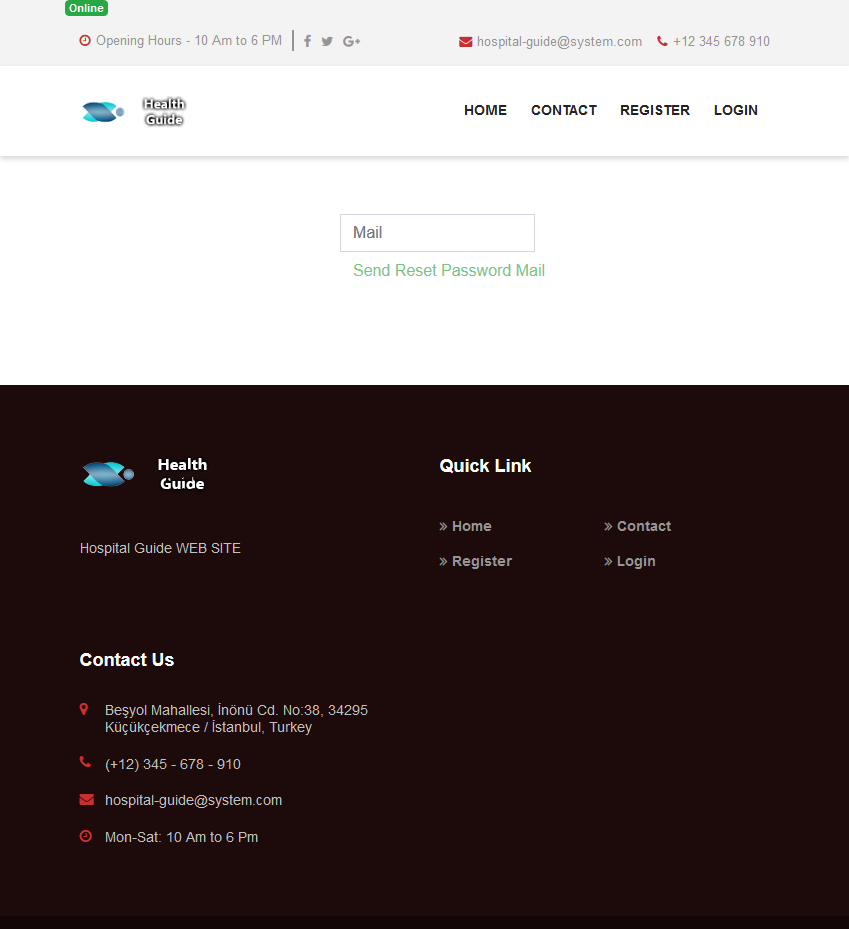 Online
Opening Hours - 10 Am to 6 PM
hospital-guide@system.com
+12 345 678 910
Health
Guide
HOME CONTACT REGISTER LOGIN
Mail
Send Reset Password Mail
Health
Guide
Hospital Guide WEB SITE
Quick Link
» Home
» Contact
» Register
» Login
Contact Us
Beşyol Mahallesi, İnönü Cd. No:38, 34295
Küçükçekmece / İstanbul, Turkey
(+12) 345 - 678 - 910
hospital-guide@system.com
Mon-Sat: 10 Am to 6 Pm